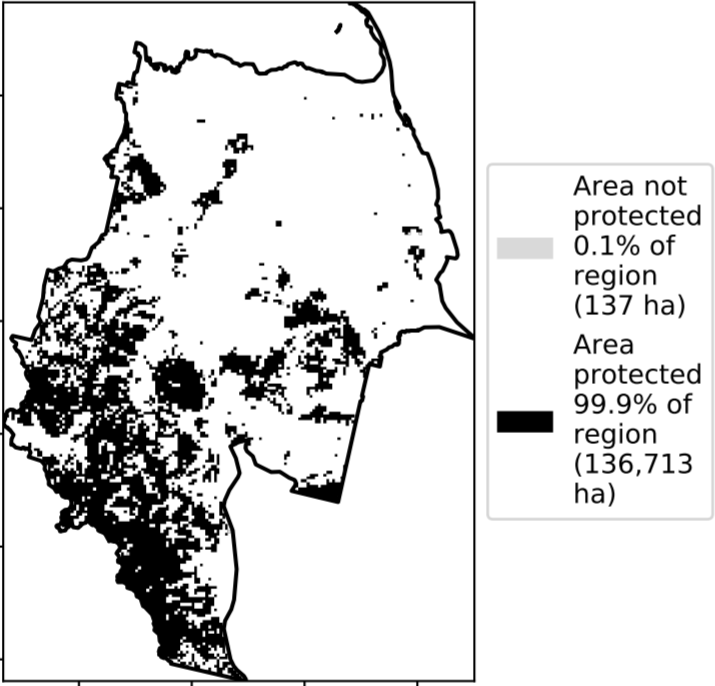 Area not
protected
0.1% of
region
(137 ha)
Area
protected
99.9% of
region
(136,713
ha)